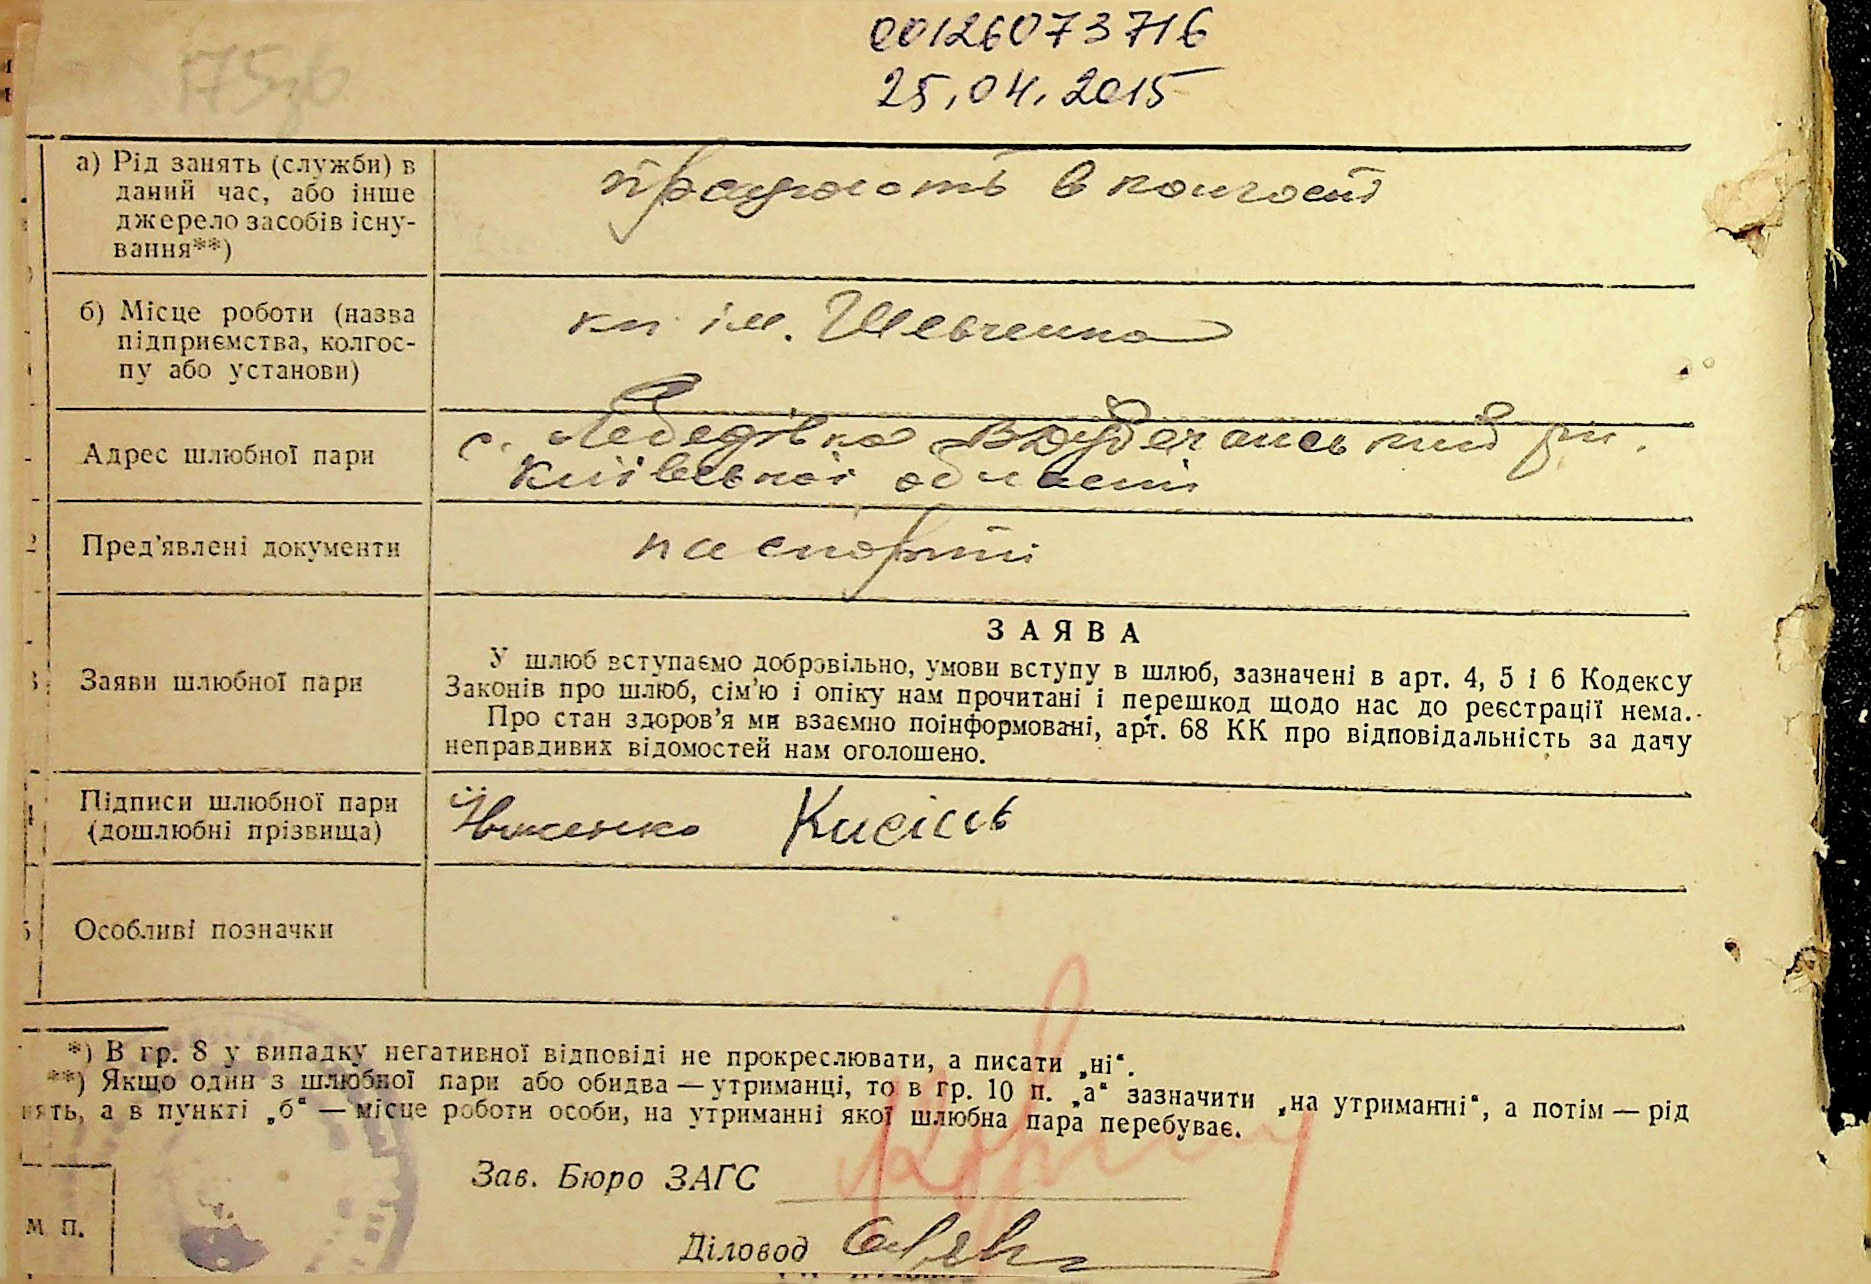 00126073716
25.04.2015
а) Рід занять (служби) в
даний час, або інше
джерело засобів існу-
вання**)
працюють в колгоспі
б) Місце роботи (назва
підприємства, колгос-
пу або установи)
кп ім. Шевченка
Адрес шлюбної пари
с. Лебедівка В Дубечанський рн.
Київської області
Пред'явлені документи
паспорти
Заяви шлюбної пари
ЗАЯВА
У шлюб вступаємо добровільно, умови вступу в шлюб, зазначені в арт. 4, 5 і 6 Кодексу
Законів про шлюб, сім'ю і опіку нам прочитані і перешкод щодо нас до реєстрації нема.
Про стан здоров'я ми взаємно поінформовані, арт. 68 КК про відповідальність за дачу
неправдивих відомостей нам оголошено.
Підписи шлюбної пари
(дошлюбні прізвища)
Кисіль
Особливі позначки
*) В гр. 8 у випадку негативної відповіді не прокреслювати, а писати „ні“.
**) Якщо один з шлюбної пари або обидва — утриманці, то в гр. 10 п. „а“ зазначити „на утриманні“, а потім — рід
нять, а в пункті „б“ — місце роботи особи, на утриманні якої шлюбна пара перебуває.
Зав. Бюро ЗАГС
М П.
Діловод